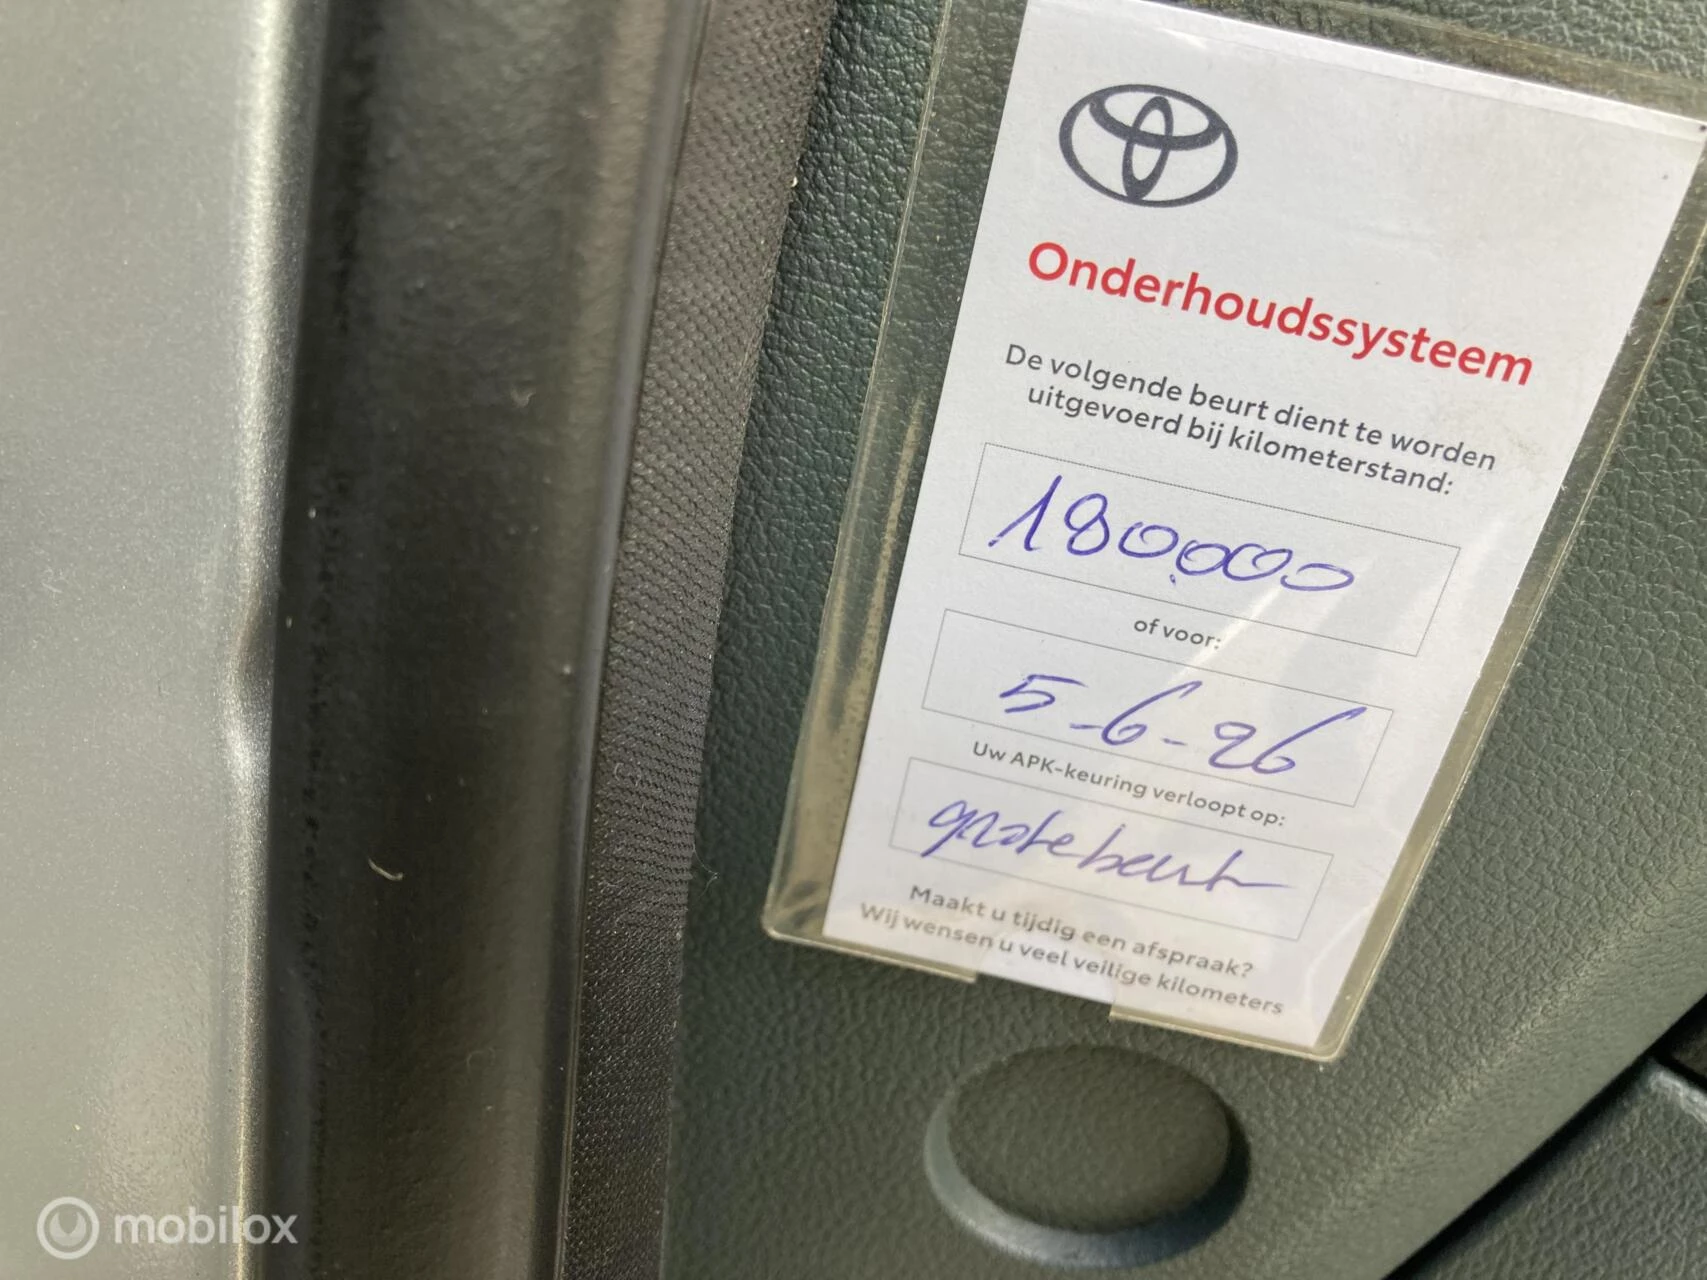 Onderhoudssysteem
De volgende beurt dient te worden
uitgevoerd bij kilometerstand:
180.000
of voor:
5-6-26
Uw APK-keuring verloopt op:
grote beurt
Maakt u tijdig een afspraak?
Wij wensen u veel veilige kilometers
mobilox